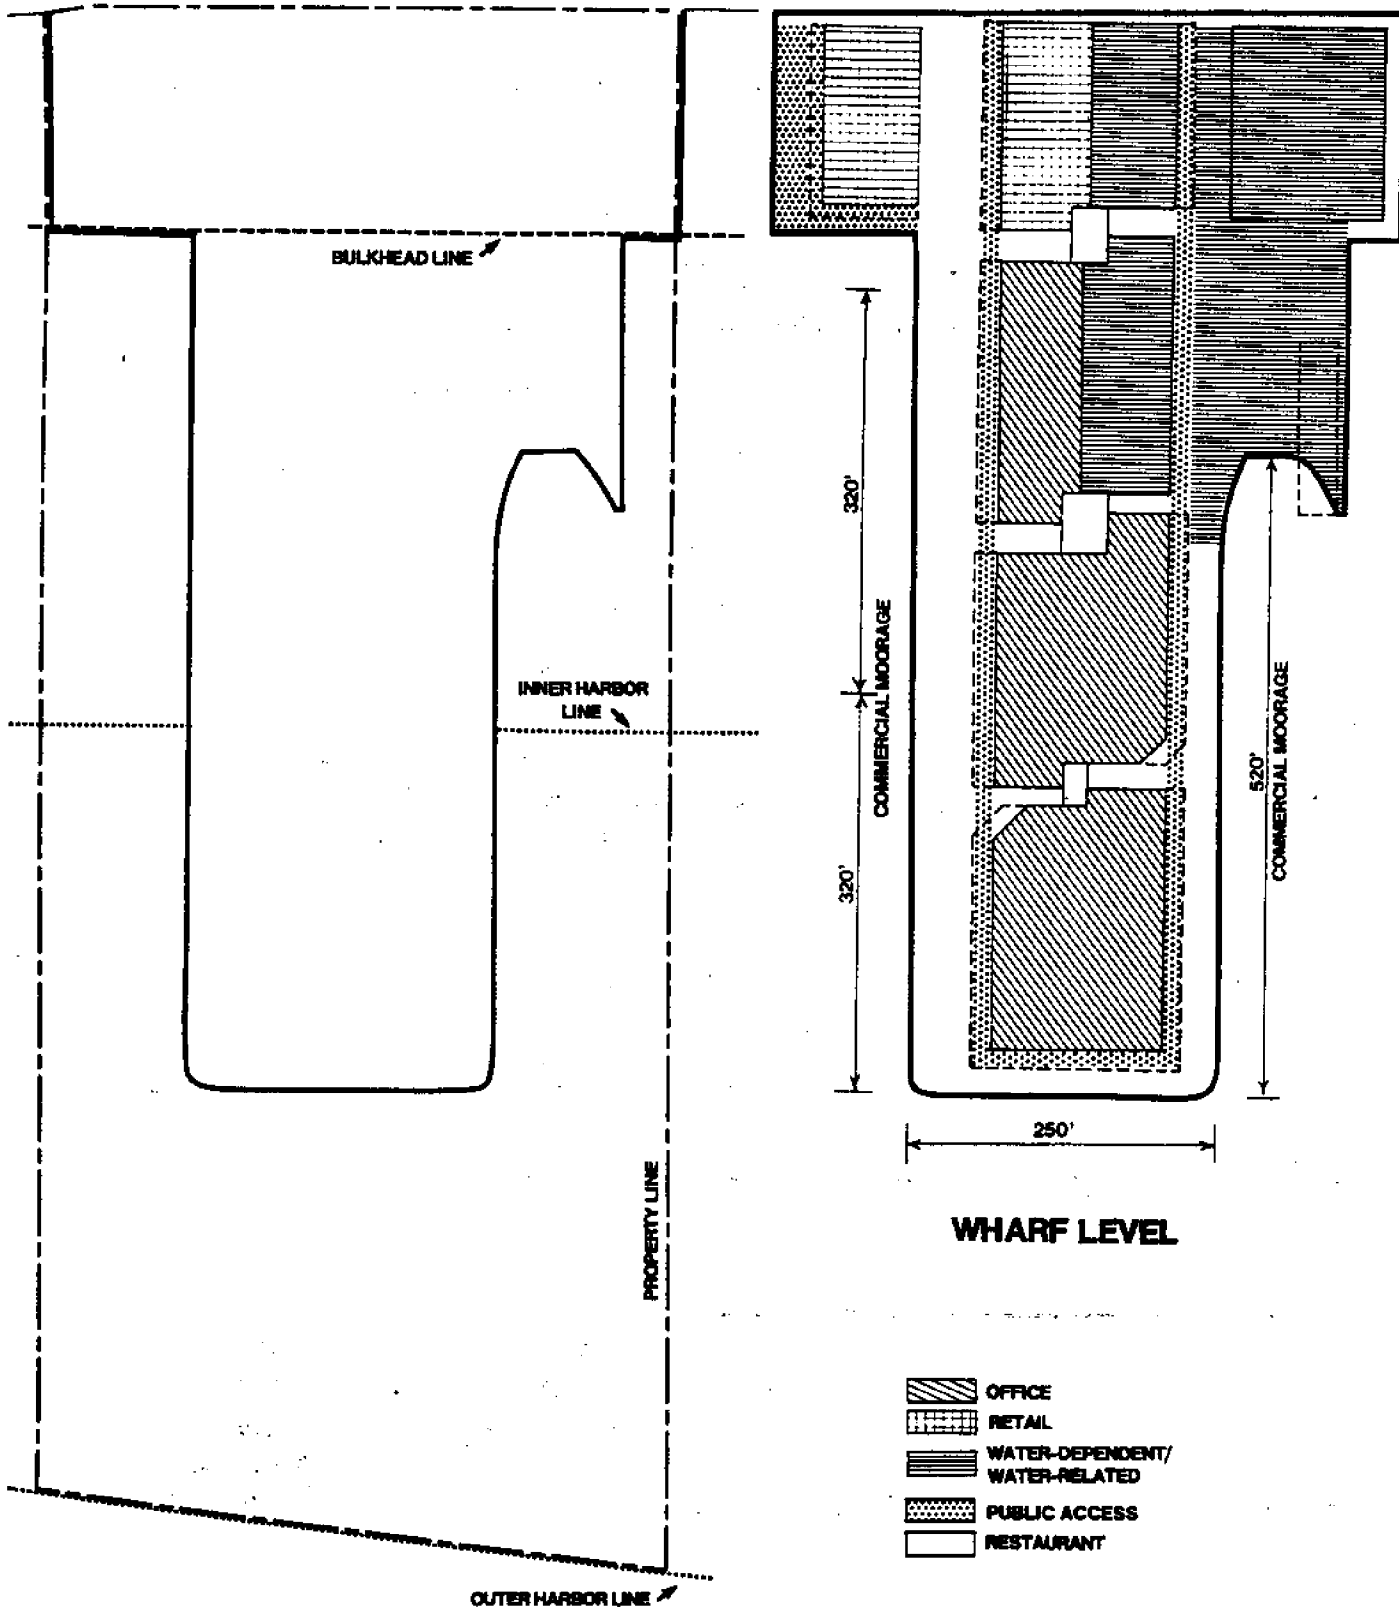 BULKHEAD LINE
INNER HARBOR
LINE
PROPERTY LINE
OUTER HARBOR LINE
320'
320'
COMMERCIAL MOORAGE
520'
COMMERCIAL MOORAGE
250'
WHARF LEVEL
OFFICE
RETAIL
WATER-DEPENDENT/
WATER-RELATED
PUBLIC ACCESS
RESTAURANT